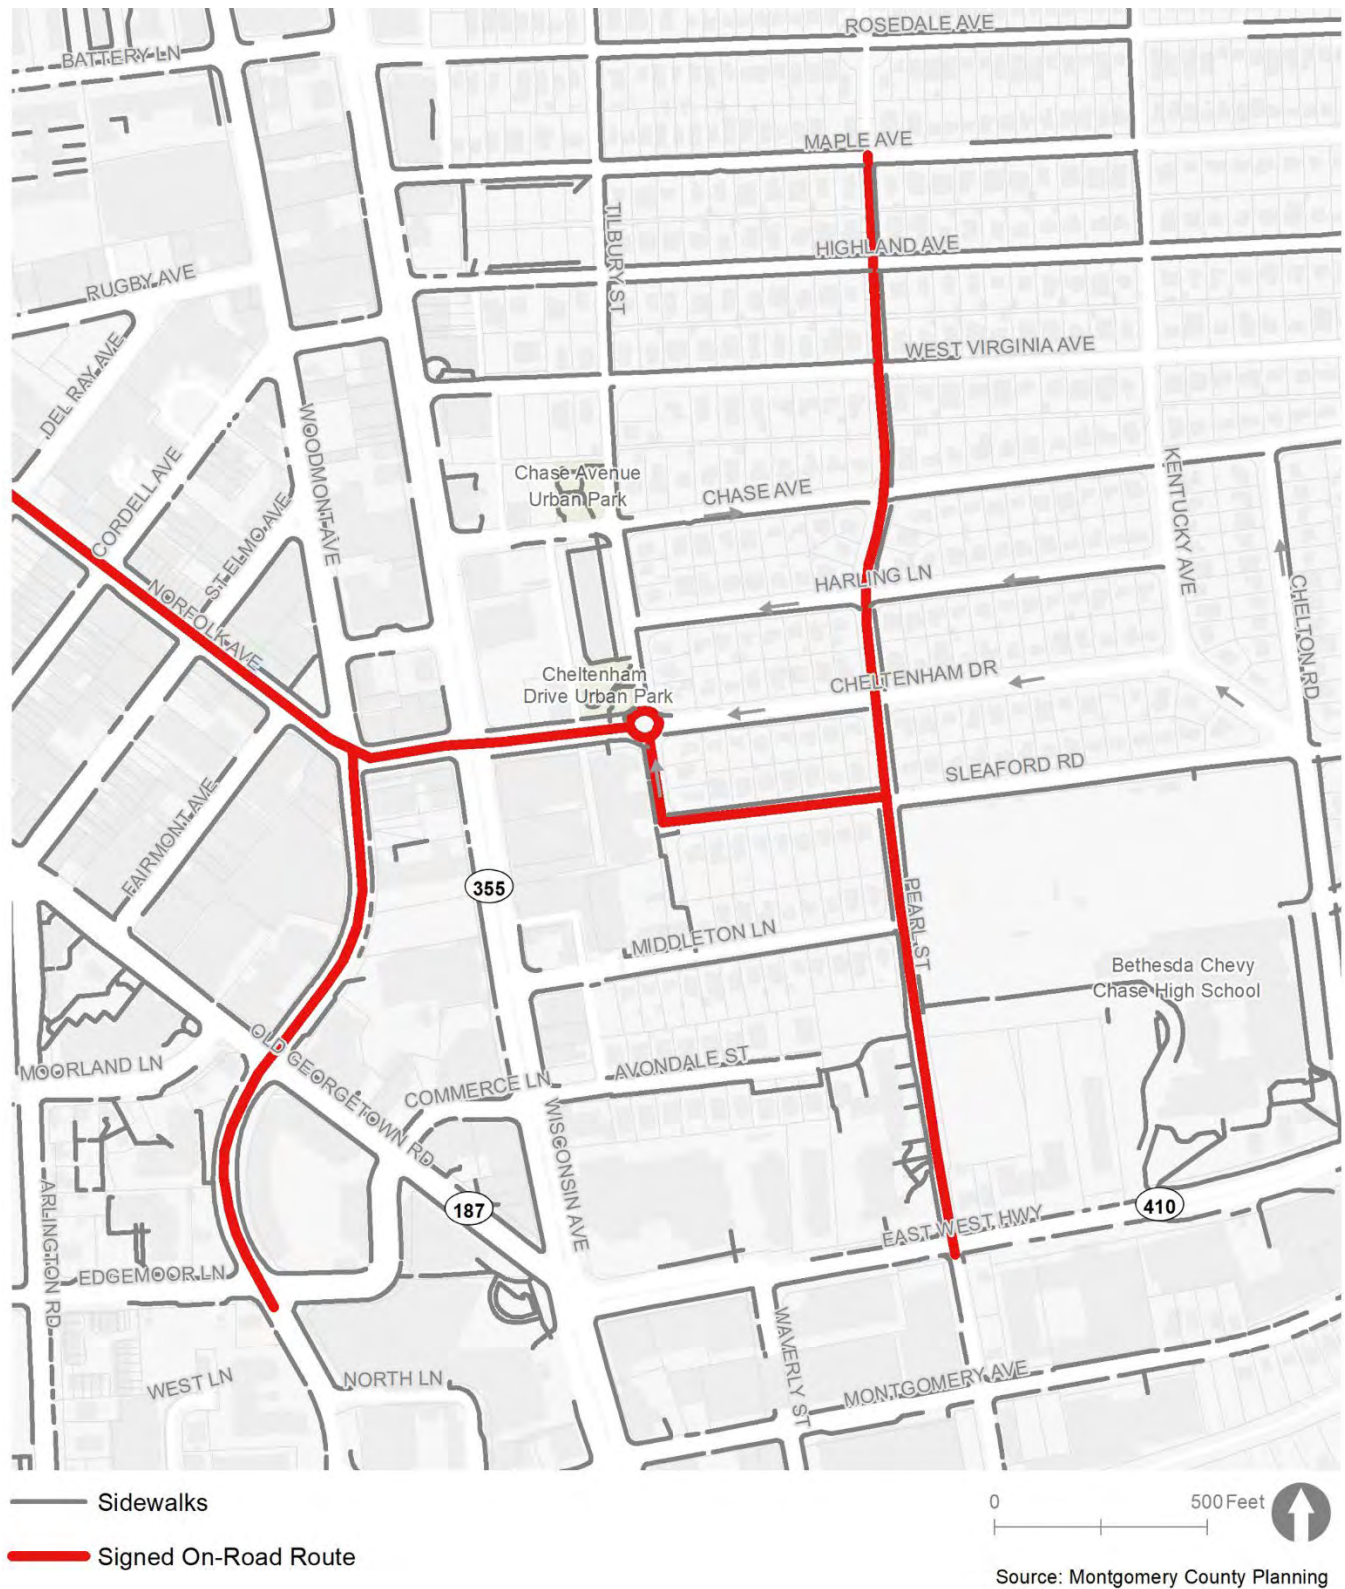 ROSEDALE AVE
BATTERY LN
MAPLE AVE
TILBURY ST
HIGHLAND AVE
RUGBY AVE
WEST VIRGINIA AVE
DEL RAY AVE
WOODMONT AVE
CORDELL AVE
ST ELMO AVE
Chase Avenue
Urban Park
CHASE AVE
KENTUCKY AVE
HARLING LN
CHELTON RD
NORFOLK AVE
Cheltenham
Drive Urban Park
CHELTENHAM DR
SLEAFORD RD
FAIRMONT AVE
355
PEARL ST
MIDDLETON LN
Bethesda Chevy
Chase High School
OLD GEORGETOWN RD
MOORLAND LN
AVONDALE ST
COMMERCE LN
WISCONSIN AVE
ARLINGTON RD
187
410
EAST WEST HWY
EDGEMOOR LN
WAVERLY ST
WEST LN
NORTH LN
MONTGOMERY AVE
Sidewalks
0 500 Feet
Signed On-Road Route
Source: Montgomery County Planning